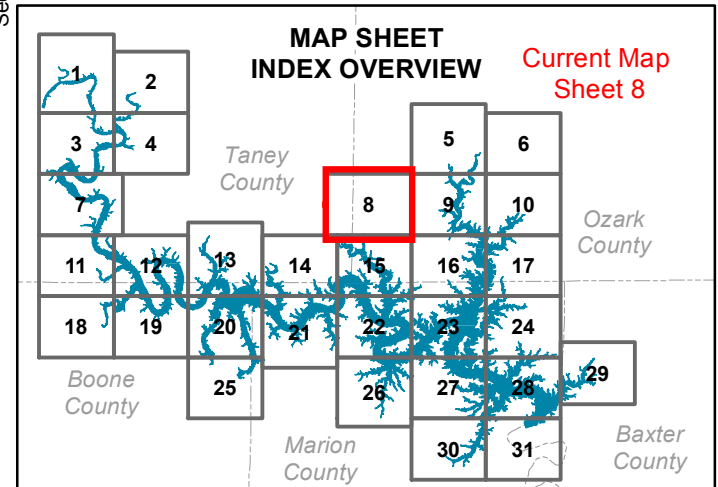 Se
MAP SHEET
INDEX OVERVIEW
Current Map
Sheet 8
1
2
3
4
5
6
Taney
County
7
8
9
10
Ozark
County
11
12
13
14
15
16
17
18
19
20
21
22
23
24
25
26
27
28
29
Boone
County
Marion
County
30
31
Baxter
County